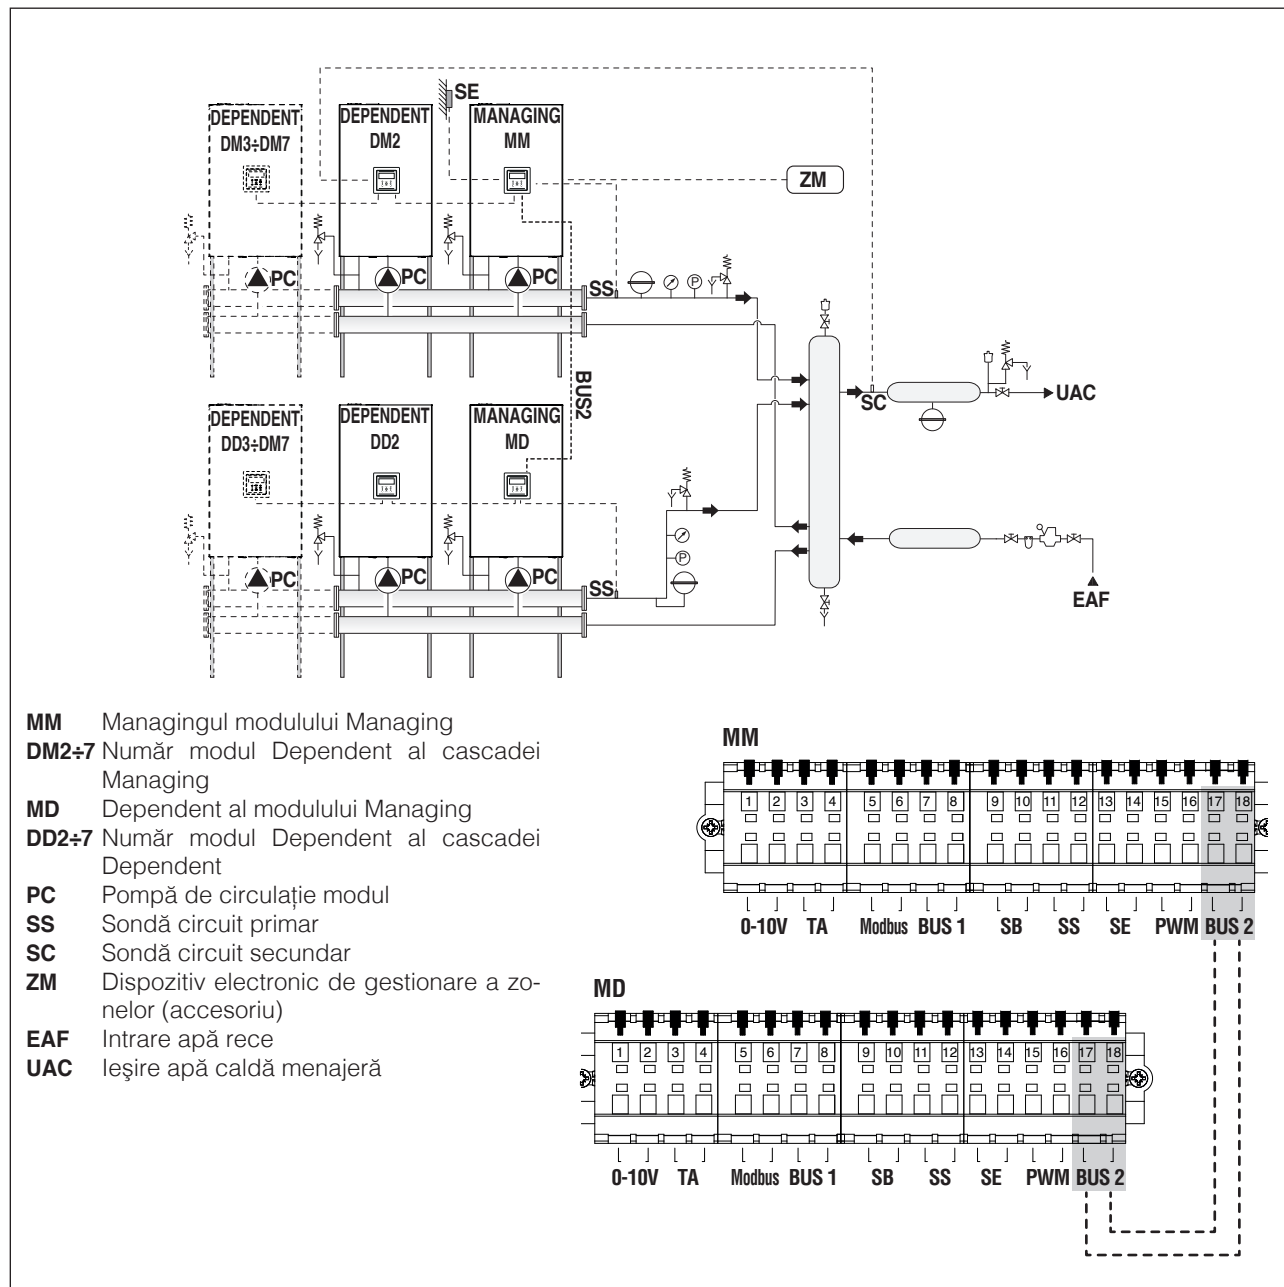 SE
DEPENDENT
DM3÷DM7
DEPENDENT
DM2
MANAGING
MM
ZM
PC
PC
PC
SS
P
BUS2
SC
UAC
DEPENDENT
DD3÷DM7
DEPENDENT
DD2
MANAGING
MD
P
PC
PC
PC
SS
EAF
MM Managingul modulului Managing
DM2÷7 Număr modul Dependent al cascadei
Managing
MD Dependent al modulului Managing
DD2÷7 Număr modul Dependent al cascadei
Dependent
PC Pompă de circulație modul
SS Sondă circuit primar
SC Sondă circuit secundar
ZM Dispozitiv electronic de gestionare a zo-
nelor (accesoriu)
EAF Intrare apă rece
UAC Ieşire apă caldă menajeră
MM
1 2 3 4 5 6 7 8 9 10 11 12 13 14 15 16 17 18
0-10V TA Modbus BUS 1 SB SS SE PWM BUS 2
MD
1 2 3 4 5 6 7 8 9 10 11 12 13 14 15 16 17 18
0-10V TA Modbus BUS 1 SB SS SE PWM BUS 2